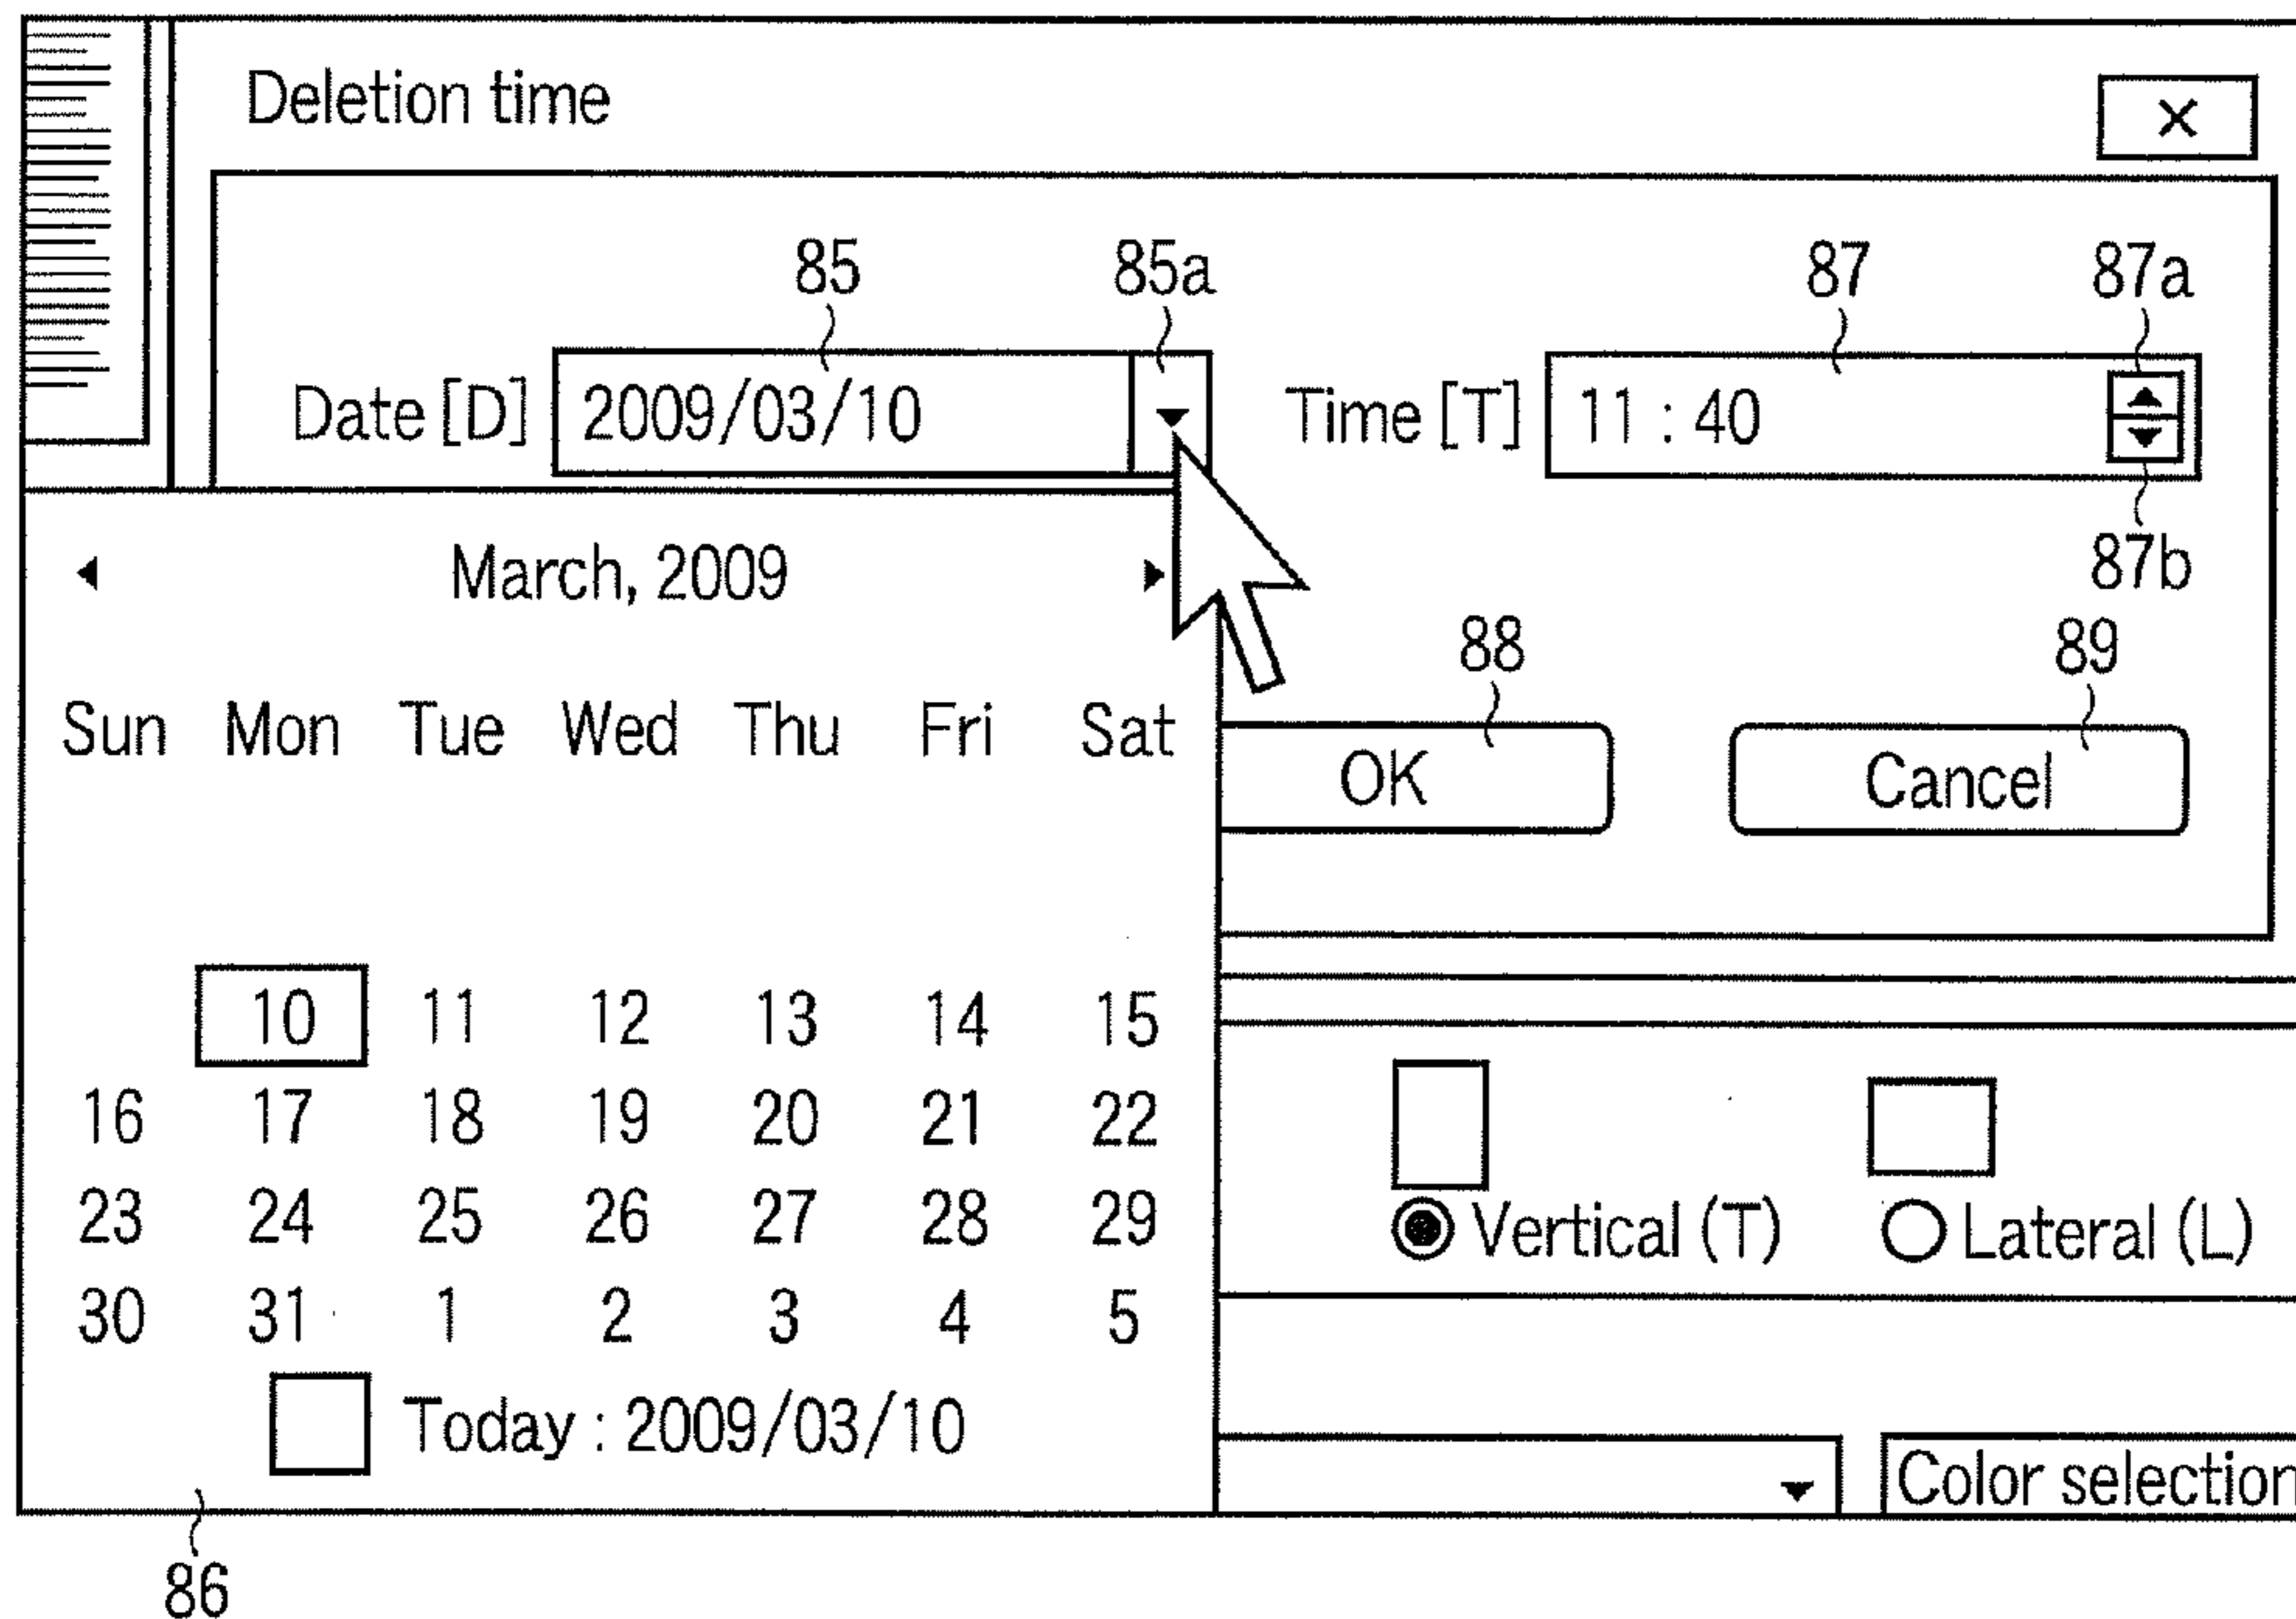 Deletion time
×
85 85a 87 87a
Date [D] 2009/03/10 Time [T] 11 : 40
87b
March, 2009
88 89
Sun Mon Tue Wed Thu Fri Sat
OK Cancel
10 11 12 13 14 15
16 17 18 19 20 21 22
23 24 25 26 27 28 29
Vertical (T) Lateral (L)
30 31 1 2 3 4 5
Today : 2009/03/10
Color selection
86